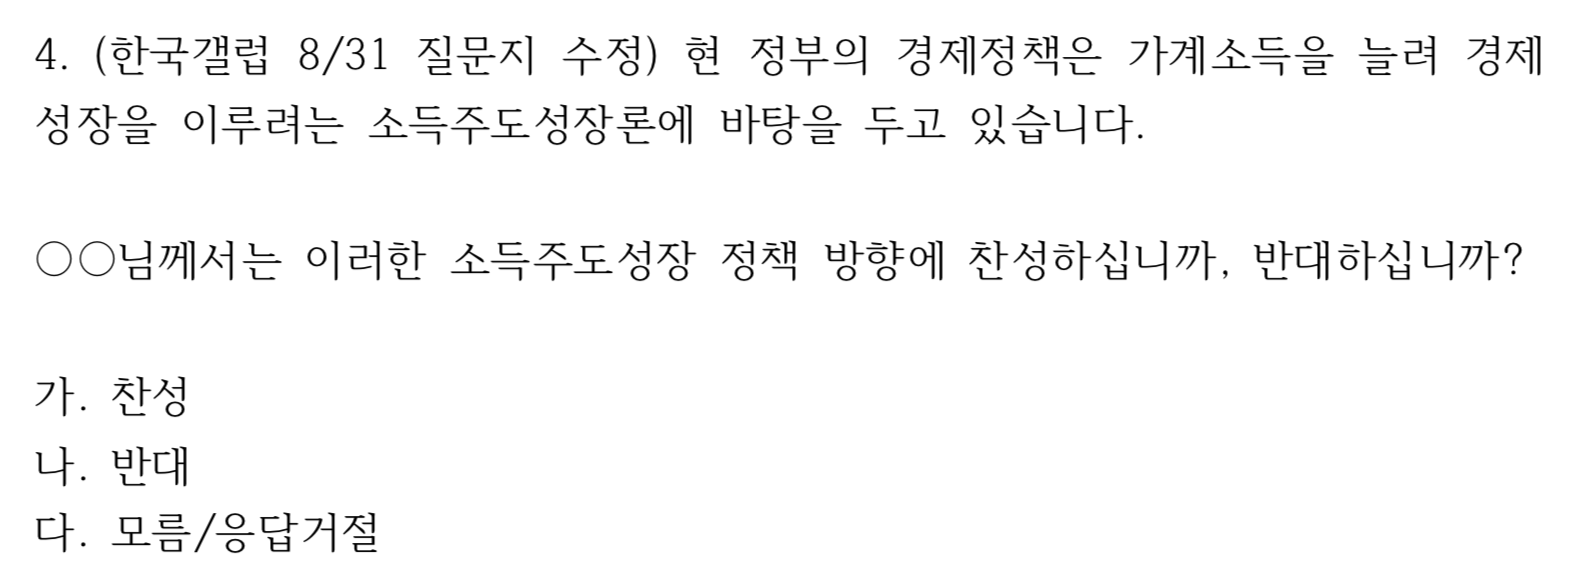 4. (한국갤럽 8/31 질문지 수정) 현 정부의 경제정책은 가계소득을 늘려 경제
성장을 이루려는 소득주도성장론에 바탕을 두고 있습니다.
○○님께서는 이러한 소득주도성장 정책 방향에 찬성하십니까, 반대하십니까?
가. 찬성
나. 반대
다. 모름/응답거절